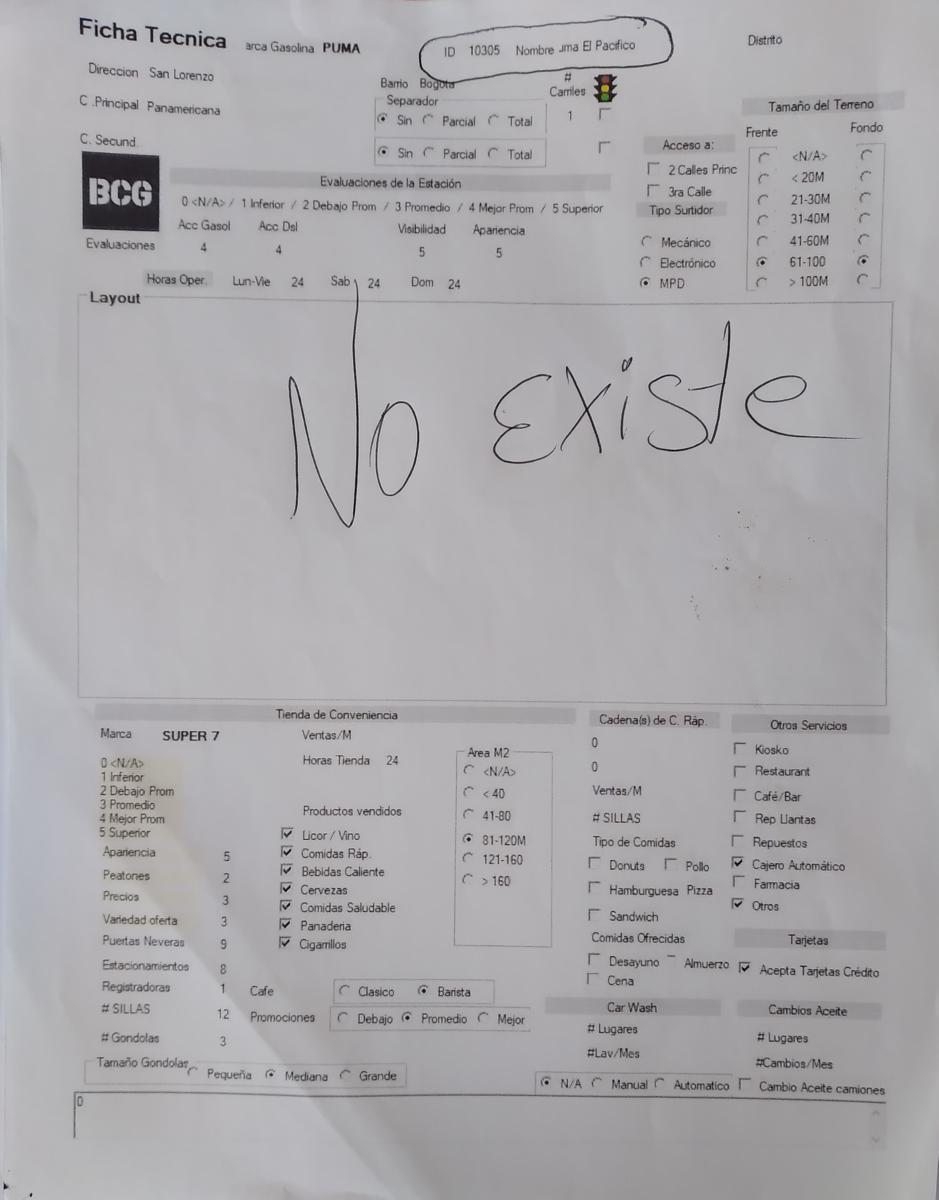 Ficha Tecnica arca Gasolina PUMA
ID 10305 Nombre uma El Pacifico
Distrito
Direccion San Lorenzo
Barrio Bogota
# Carriles
C .Principal Panamericana
Separador
Sin Parcial Total
1
C. Secund.
Sin Parcial Total
Acceso a:
2 Calles Princ
3ra Calle
Tipo Surtidor
Mecánico
Electrónico
MPD
Tamaño del Terreno
Frente Fondo
<N/A>
< 20M
21-30M
31-40M
41-60M
61-100
> 100M
BCG
Evaluaciones de la Estación
0 <N/A> / 1 Inferior / 2 Debajo Prom / 3 Promedio / 4 Mejor Prom / 5 Superior
Acc Gasol Acc Dsl Visibilidad Apariencia
Evaluaciones 4 4 5 5
Horas Oper. Lun-Vie 24 Sab 24 Dom 24
Layout
No existe
Tienda de Conveniencia
Marca SUPER 7
0 <N/A>
1 Inferior
2 Debajo Prom
3 Promedio
4 Mejor Prom
5 Superior
Apariencia 5
Peatones 2
Precios 3
Variedad oferta 3
Puertas Neveras 9
Estacionamientos 8
Registradoras 1
# SILLAS 12
# Gondolas 3
Tamaño Gondolas
Pequeña Mediana Grande
Ventas/M
Horas Tienda 24
Productos vendidos
Licor / Vino
Comidas Ráp.
Bebidas Caliente
Cervezas
Comidas Saludable
Panaderia
Cigarrillos
Area M2
<N/A>
< 40
41-80
81-120M
121-160
> 160
Cafe Clasico Barista
Promociones Debajo Promedio Mejor
Cadena(s) de C. Ráp.
0
0
Ventas/M
# SILLAS
Tipo de Comidas
Donuts Pollo
Hamburguesa Pizza
Sandwich
Comidas Ofrecidas
Desayuno Almuerzo
Cena
Car Wash
# Lugares
#Lav/Mes
N/A Manual Automatico
Otros Servicios
Kiosko
Restaurant
Café/Bar
Rep Llantas
Repuestos
Cajero Automático
Farmacia
Otros
Tarjetas
Acepta Tarjetas Crédito
Cambios Aceite
# Lugares
#Cambios/Mes
Cambio Aceite camiones
0